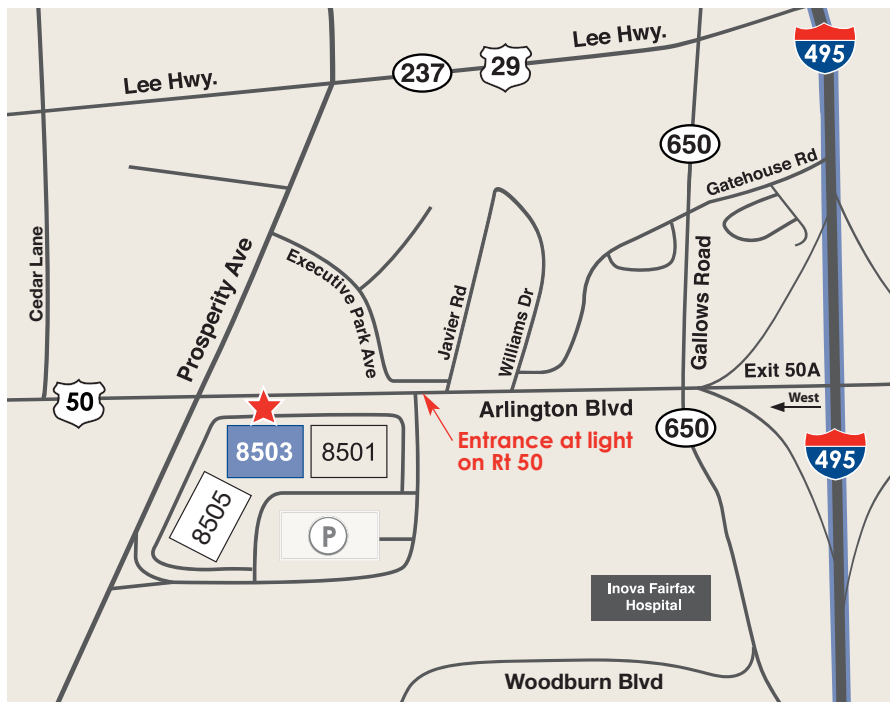 Lee Hwy.
29
495
Lee Hwy.
237
650
Gatehouse Rd
Cedar Lane
Prosperity Ave
Executive Park Ave
Javier Rd
Williams Dr
Gallows Road
Exit 50A
West
50
Arlington Blvd
650
Entrance at light
on Rt 50
495
8503
8501
8505
P
Inova Fairfax
Hospital
Woodburn Blvd